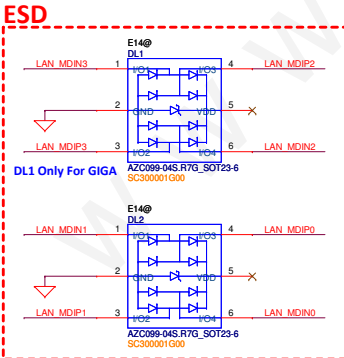 ESD
E14@
DL1
LAN_MDIN3 1 I/O1 I/O3 4 LAN_MDIP2
2 GND VDD 5
LAN_MDIP3 3 I/O2 I/O4 6 LAN_MDIN2
DL1 Only For GIGA
AZC099-04S.R7G_SOT23-6
SC300001G00
E14@
DL2
LAN_MDIN1 1 I/O1 I/O3 4 LAN_MDIP0
2 GND VDD 5
LAN_MDIP1 3 I/O2 I/O4 6 LAN_MDIN0
AZC099-04S.R7G_SOT23-6
SC300001G00